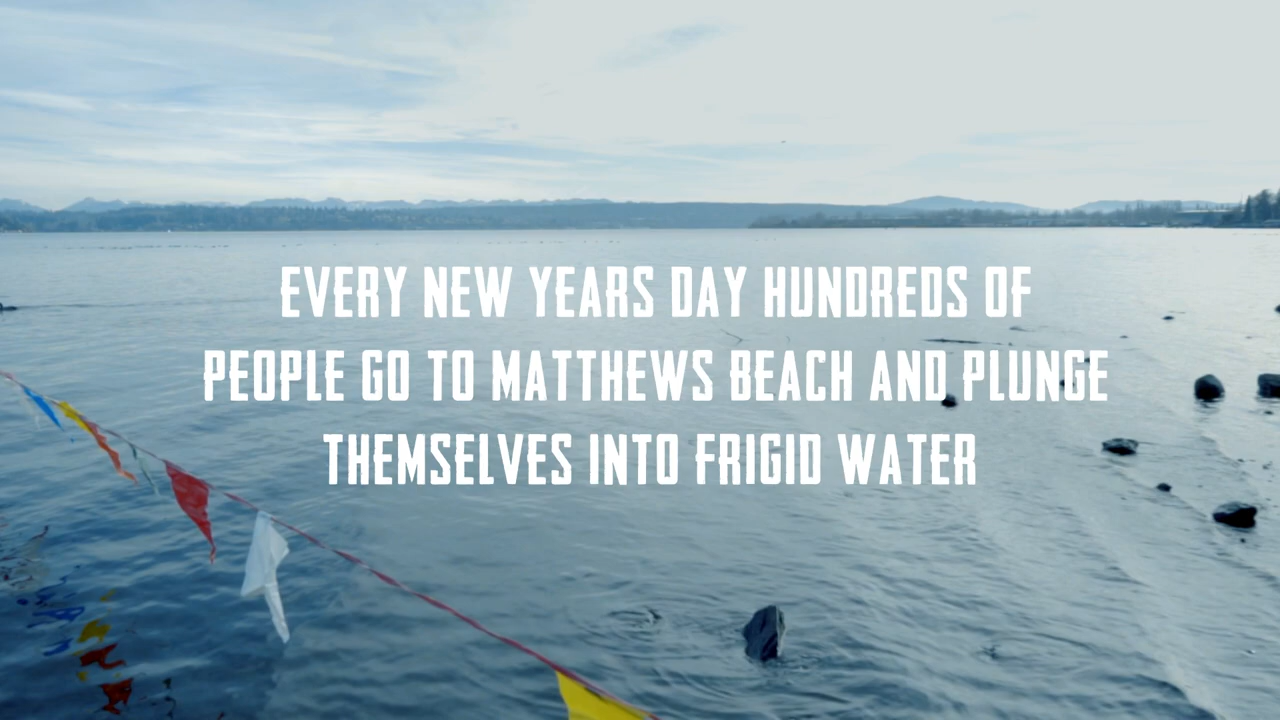 EVERY NEW YEARS DAY HUNDREDS OF
PEOPLE GO TO MATTHEWS BEACH AND PLUNGE
THEMSELVES INTO FRIGID WATER